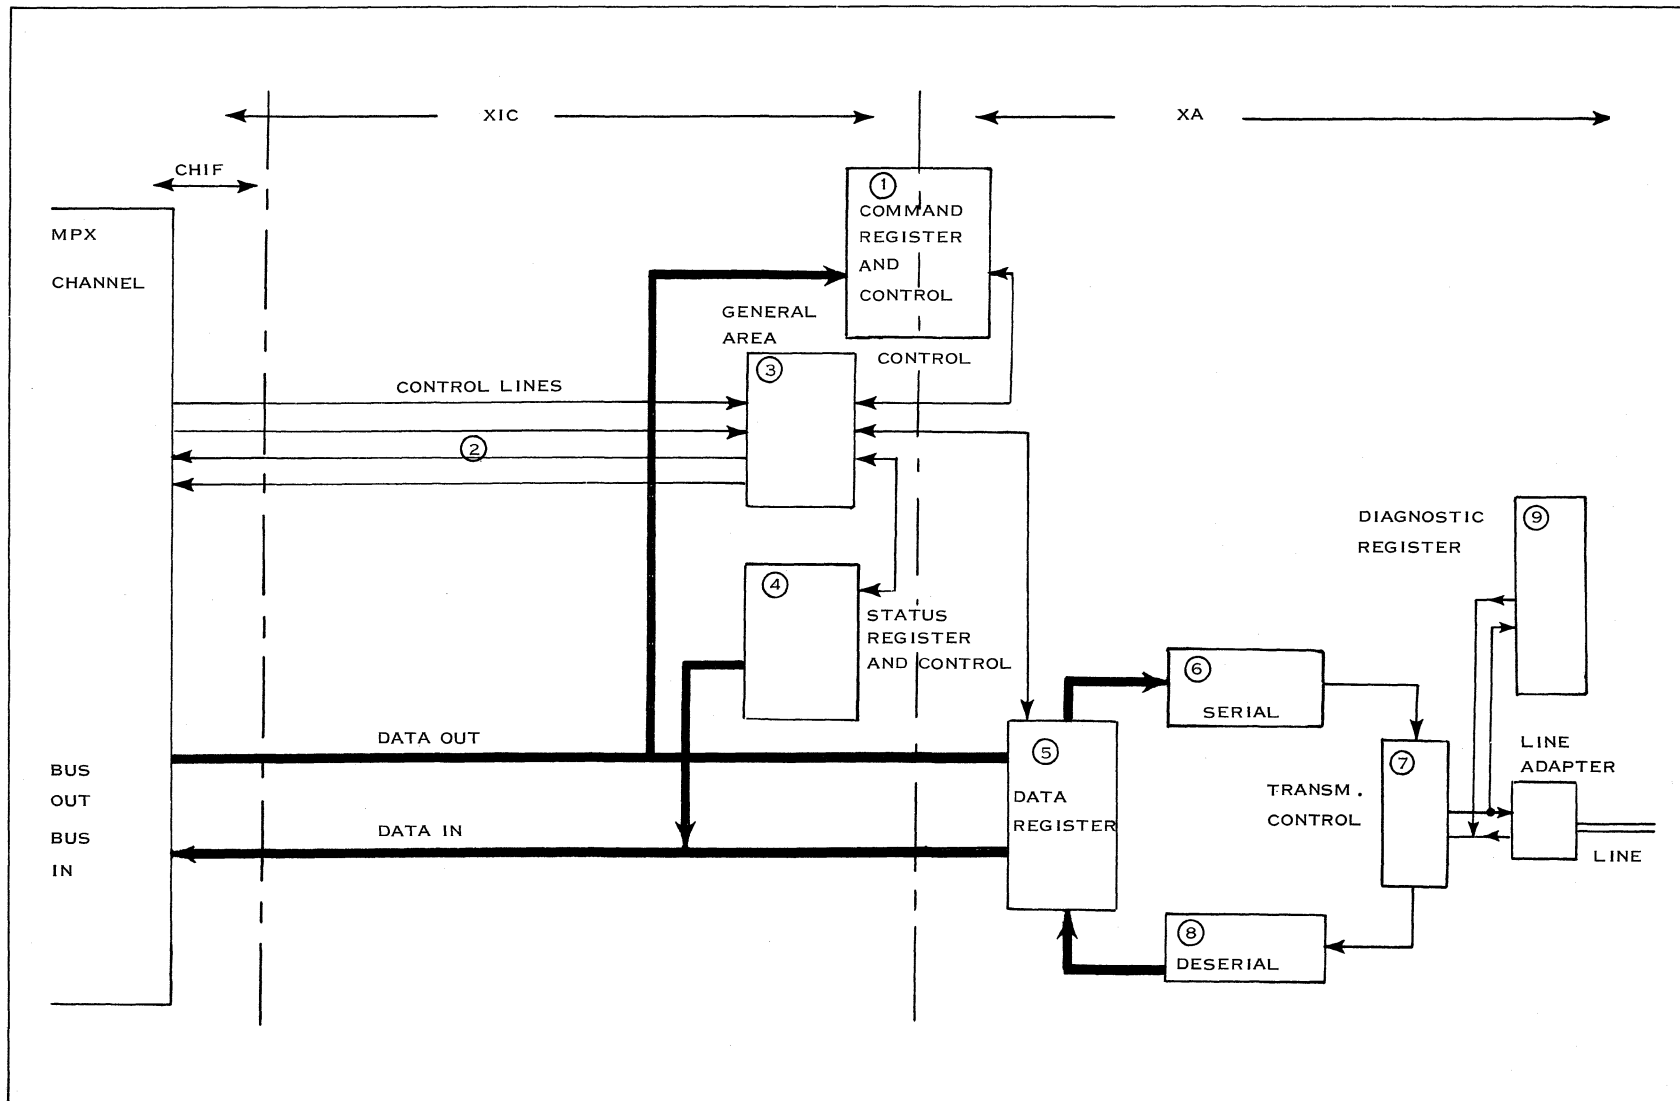 XIC
XA
CHIF
MPX
CHANNEL
1
COMMAND
REGISTER
AND
CONTROL
GENERAL
AREA
3
CONTROL
CONTROL LINES
2
4
STATUS
REGISTER
AND CONTROL
DIAGNOSTIC
REGISTER
9
6
SERIAL
DATA OUT
5
DATA
REGISTER
7
TRANSM.
CONTROL
LINE
ADAPTER
LINE
BUS
OUT
BUS
IN
DATA IN
8
DESERIAL